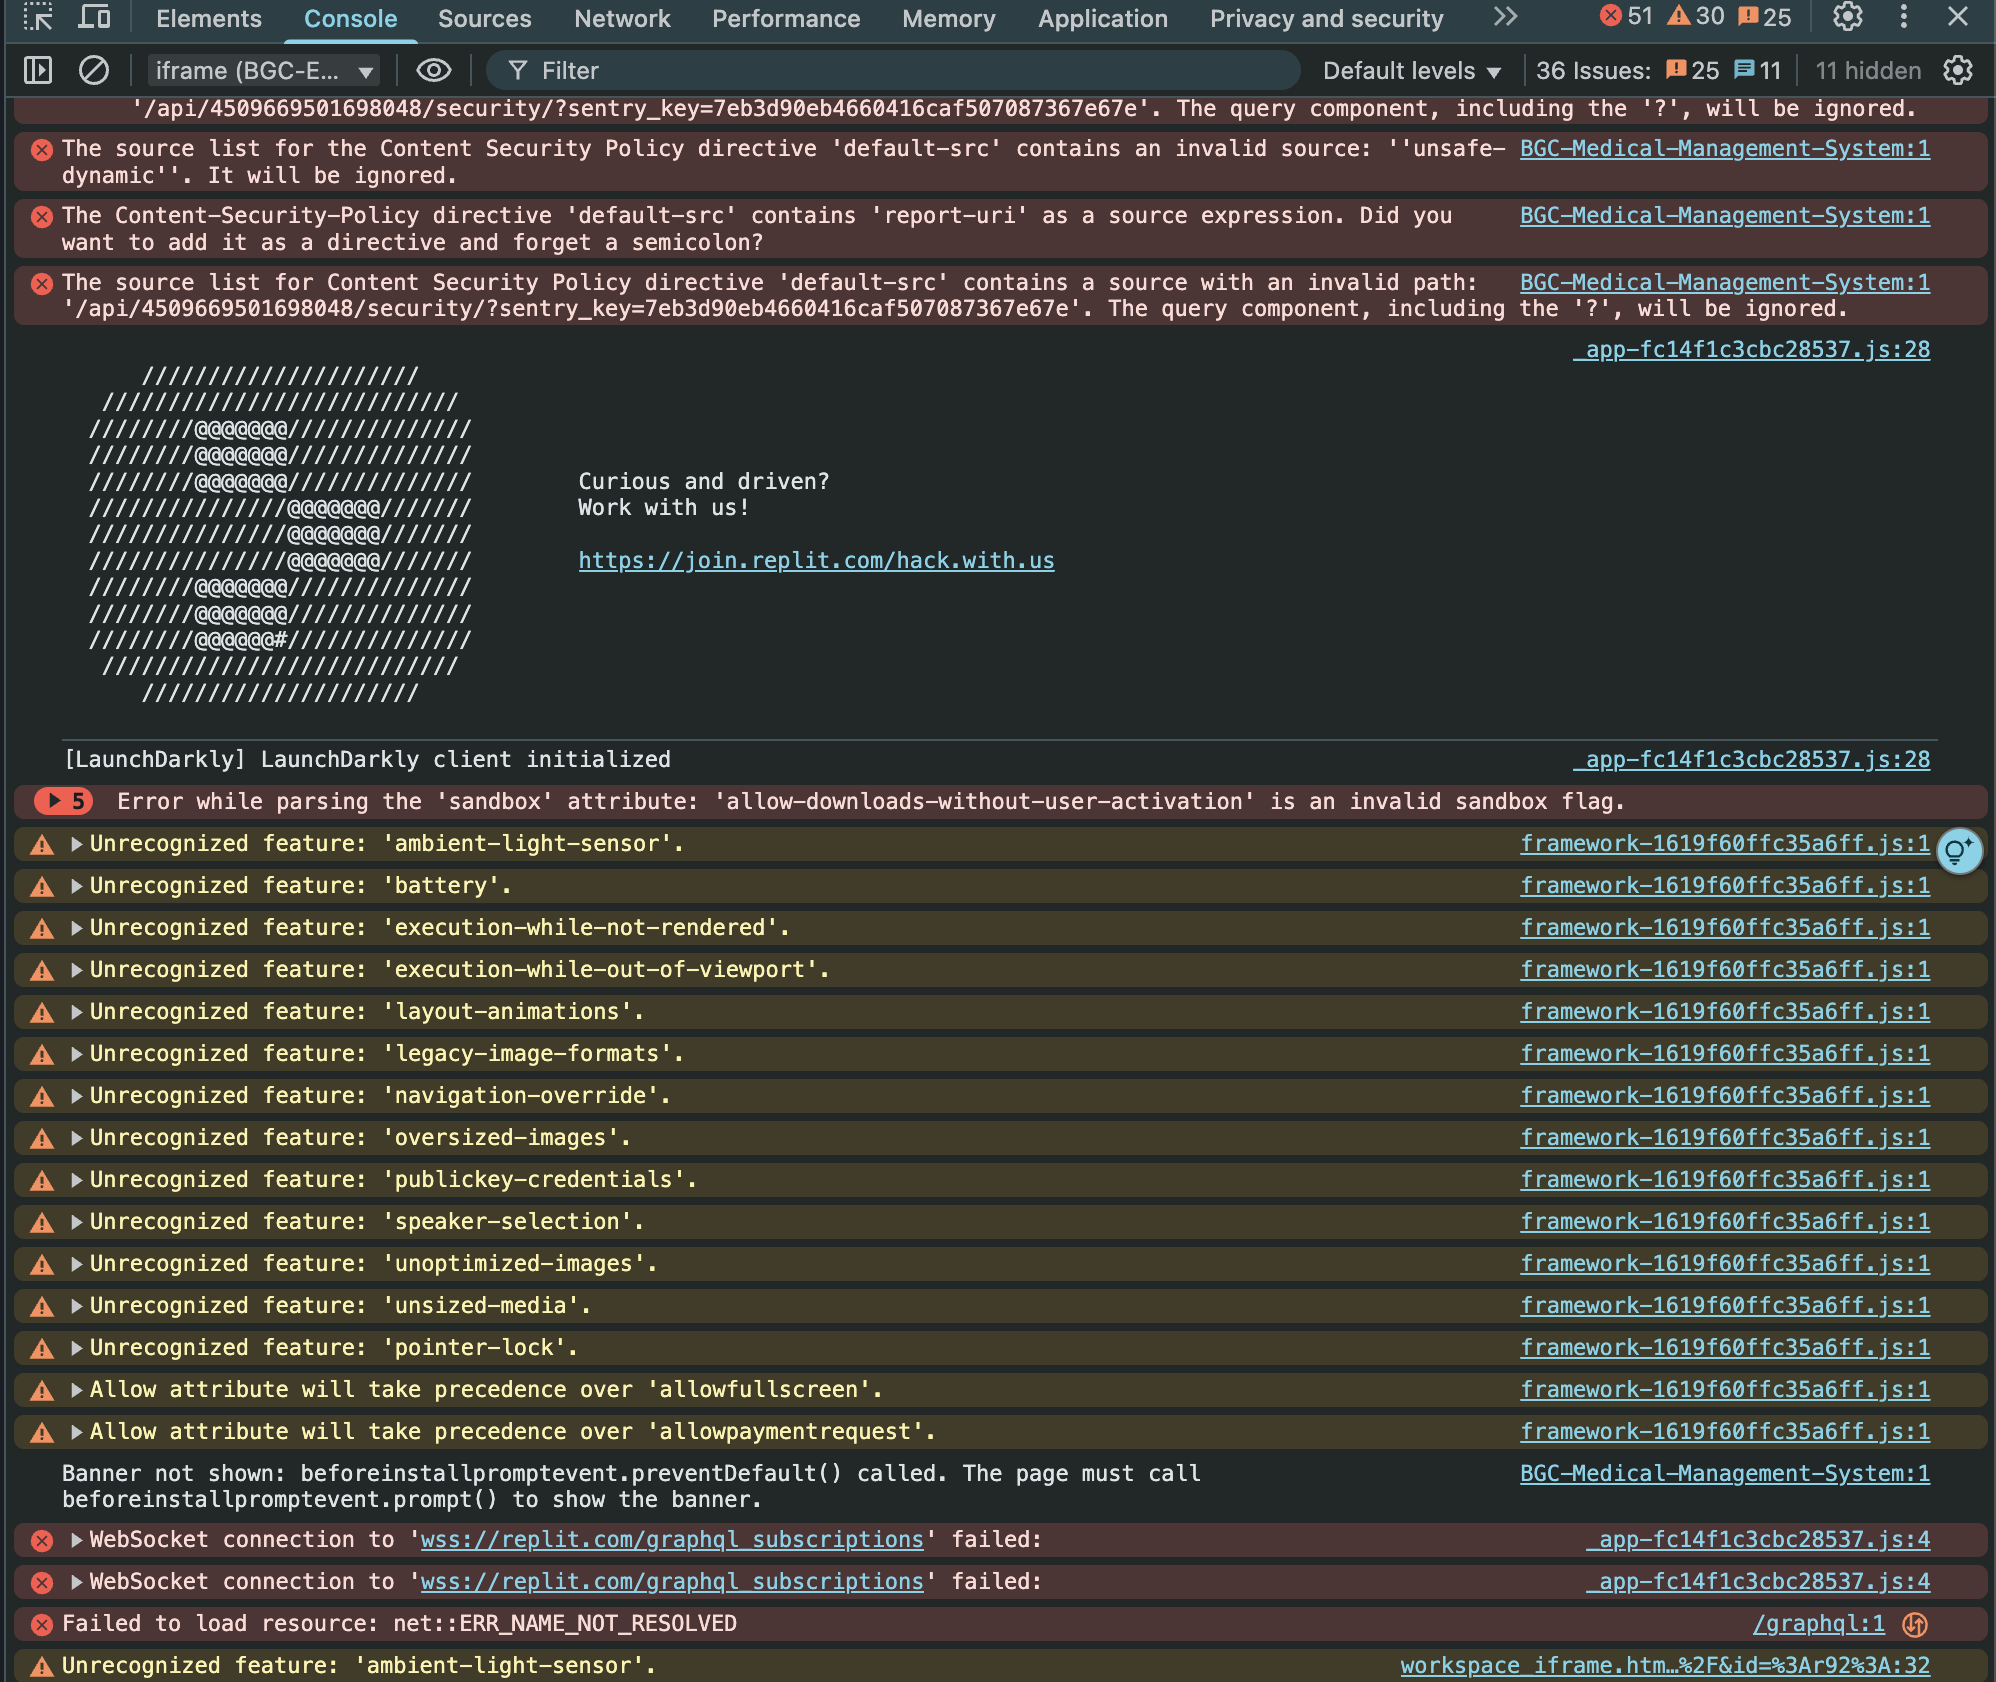 Elements Console Sources Network Performance Memory Application Privacy and security 51 30 25
iframe (BGC-E... Filter Default levels 36 Issues: 25 11 11 hidden
'/api/4509669501698048/security/?sentry_key=7eb3d90eb4660416caf507087367e67e'. The query component, including the '?', will be ignored.
The source list for the Content Security Policy directive 'default-src' contains an invalid source: ''unsafe- BGC-Medical-Management-System:1
dynamic''. It will be ignored.
The Content-Security-Policy directive 'default-src' contains 'report-uri' as a source expression. Did you BGC-Medical-Management-System:1
want to add it as a directive and forget a semicolon?
The source list for Content Security Policy directive 'default-src' contains a source with an invalid path: BGC-Medical-Management-System:1
'/api/4509669501698048/security/?sentry_key=7eb3d90eb4660416caf507087367e67e'. The query component, including the '?', will be ignored.
_app-fc14f1c3cbc28537.js:28
/////////////////////
///////////////////////////
////////@@@@@@@//////////////
////////@@@@@@@//////////////
////////@@@@@@@////////////// Curious and driven?
///////////////@@@@@@@/////// Work with us!
///////////////@@@@@@@///////
///////////////@@@@@@@/////// https://join.replit.com/hack.with.us
////////@@@@@@@//////////////
////////@@@@@@@//////////////
////////@@@@@@#//////////////
///////////////////////////
/////////////////////
[LaunchDarkly] LaunchDarkly client initialized _app-fc14f1c3cbc28537.js:28
5 Error while parsing the 'sandbox' attribute: 'allow-downloads-without-user-activation' is an invalid sandbox flag.
Unrecognized feature: 'ambient-light-sensor'. framework-1619f60ffc35a6ff.js:1
Unrecognized feature: 'battery'. framework-1619f60ffc35a6ff.js:1
Unrecognized feature: 'execution-while-not-rendered'. framework-1619f60ffc35a6ff.js:1
Unrecognized feature: 'execution-while-out-of-viewport'. framework-1619f60ffc35a6ff.js:1
Unrecognized feature: 'layout-animations'. framework-1619f60ffc35a6ff.js:1
Unrecognized feature: 'legacy-image-formats'. framework-1619f60ffc35a6ff.js:1
Unrecognized feature: 'navigation-override'. framework-1619f60ffc35a6ff.js:1
Unrecognized feature: 'oversized-images'. framework-1619f60ffc35a6ff.js:1
Unrecognized feature: 'publickey-credentials'. framework-1619f60ffc35a6ff.js:1
Unrecognized feature: 'speaker-selection'. framework-1619f60ffc35a6ff.js:1
Unrecognized feature: 'unoptimized-images'. framework-1619f60ffc35a6ff.js:1
Unrecognized feature: 'unsized-media'. framework-1619f60ffc35a6ff.js:1
Unrecognized feature: 'pointer-lock'. framework-1619f60ffc35a6ff.js:1
Allow attribute will take precedence over 'allowfullscreen'. framework-1619f60ffc35a6ff.js:1
Allow attribute will take precedence over 'allowpaymentrequest'. framework-1619f60ffc35a6ff.js:1
Banner not shown: beforeinstallpromptevent.preventDefault() called. The page must call BGC-Medical-Management-System:1
beforeinstallpromptevent.prompt() to show the banner.
WebSocket connection to 'wss://replit.com/graphql_subscriptions' failed: _app-fc14f1c3cbc28537.js:4
WebSocket connection to 'wss://replit.com/graphql_subscriptions' failed: _app-fc14f1c3cbc28537.js:4
Failed to load resource: net::ERR_NAME_NOT_RESOLVED /graphql:1
Unrecognized feature: 'ambient-light-sensor'. workspace_iframe.htm…%2F&id=%3Ar92%3A:32